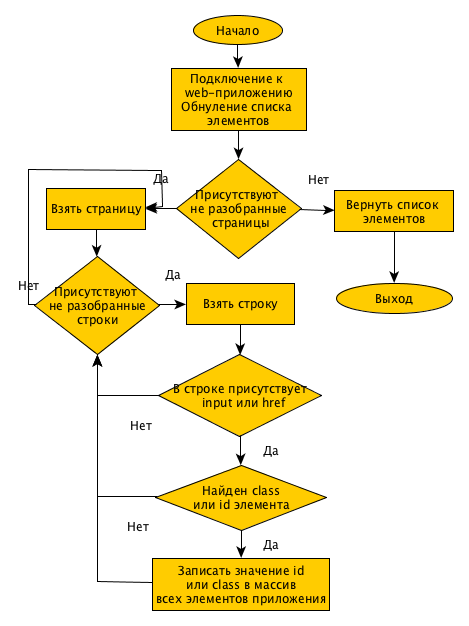 Начало
Подключение к
web-приложению
Обнуление списка
элементов
Да
Присутствуют
не разобранные
страницы
Нет
Взять страницу
Вернуть список
элементов
Нет
Присутствуют
не разобранные
строки
Да
Взять строку
Выход
В строке присутствует
input или href
Нет
Да
Найден class
или id элемента
Нет
Да
Записать значение id
или class в массив
всех элементов приложения